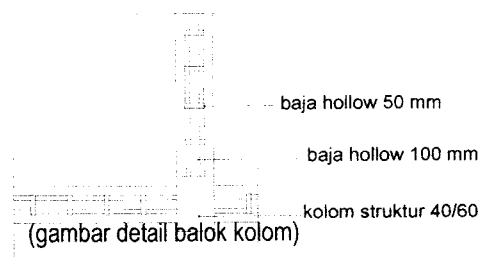 baja hollow 50 mm
baja hollow 100 mm
kolom struktur 40/60
(gambar detail balok kolom)